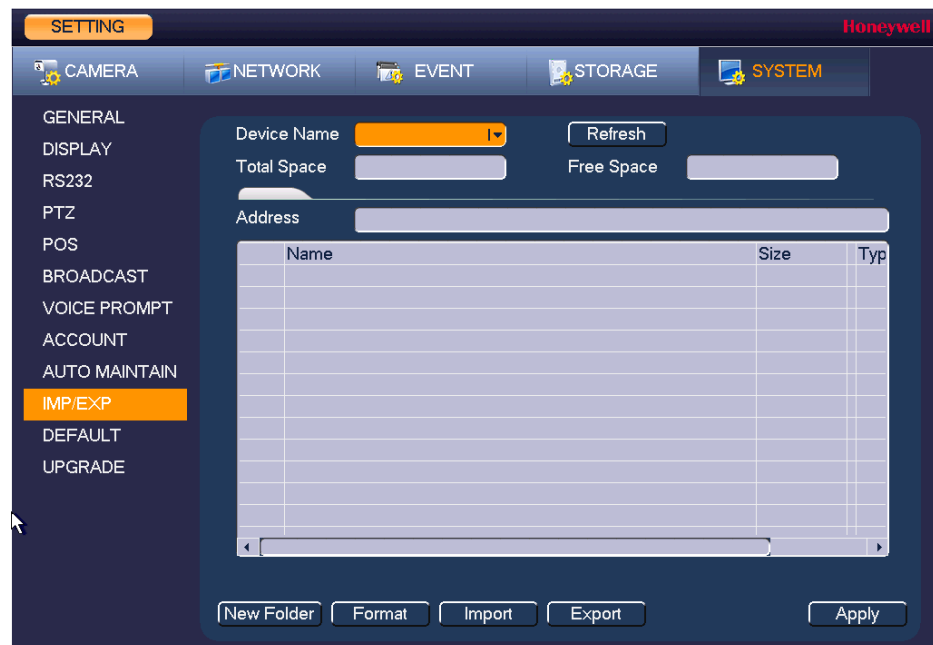 SETTING
Honeywell
CAMERA NETWORK EVENT STORAGE SYSTEM
GENERAL
DISPLAY
RS232
PTZ
POS
BROADCAST
VOICE PROMPT
ACCOUNT
AUTO MAINTAIN
IMP/EXP
DEFAULT
UPGRADE
Device Name Refresh
Total Space Free Space
Address
Name Size Typ
New Folder Format Import Export Apply